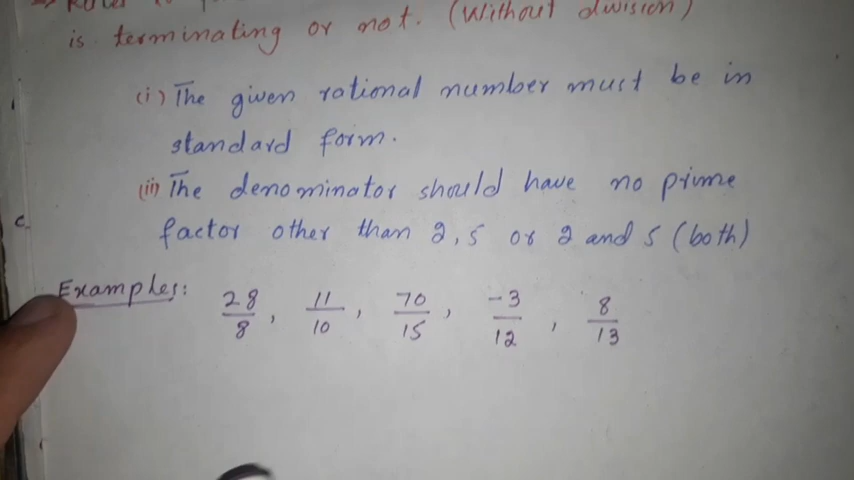 is terminating or not. (Without division)
(i) The given rational number must be in
standard form.
(ii) The denominator should have no prime
factor other than 2, 5 or 2 and 5 (both)
Examples: 28/8, 11/10, 70/15, -3/12, 8/13